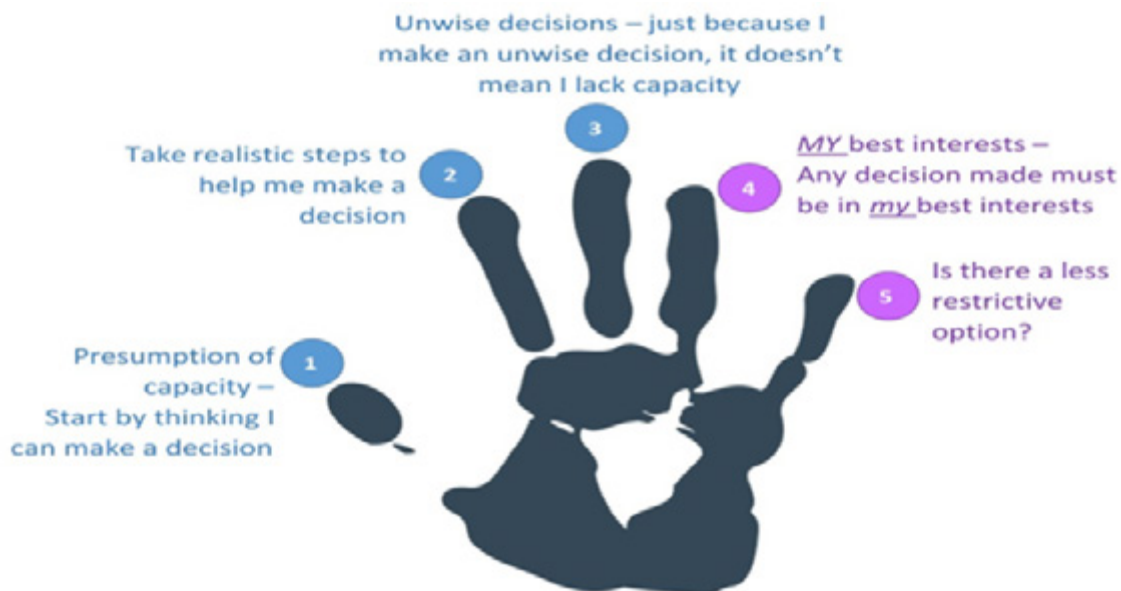 Unwise decisions – just because I
make an unwise decision, it doesn't
mean I lack capacity
3
Take realistic steps to
help me make a
decision
2
4
MY best interests –
Any decision made must
be in my best interests
5
Is there a less
restrictive
option?
Presumption of
capacity –
Start by thinking I
can make a decision
1